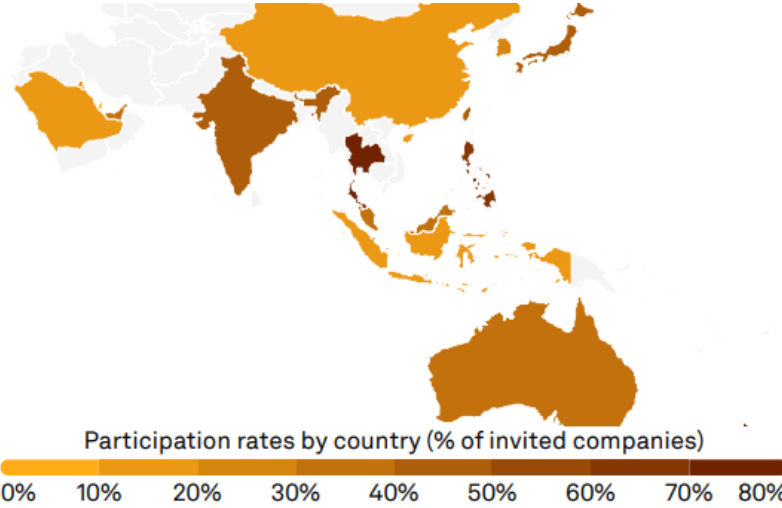 Participation rates by country (% of invited companies)
0% 10% 20% 30% 40% 50% 60% 70% 80%